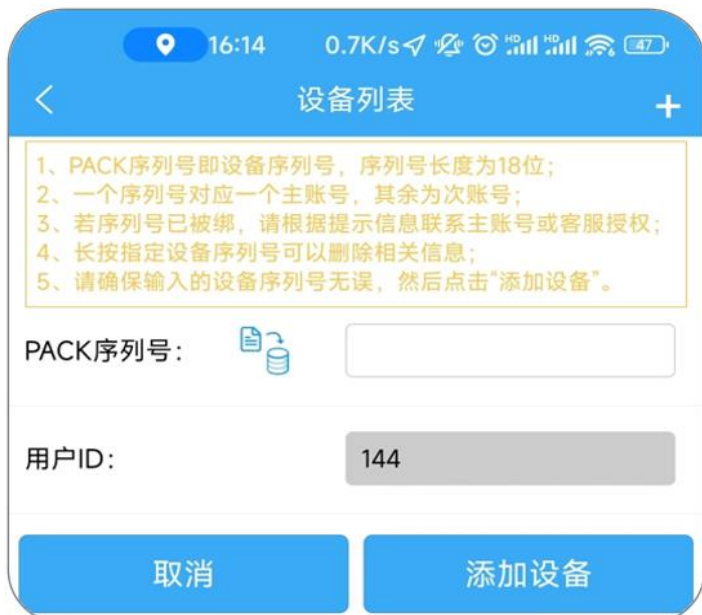 16:14 0.7K/s HD HD 47
设备列表
1、PACK序列号即设备序列号，序列号长度为18位；
2、一个序列号对应一个主账号，其余为次账号；
3、若序列号已被绑，请根据提示信息联系主账号或客服授权；
4、长按指定设备序列号可以删除相关信息；
5、请确保输入的设备序列号无误，然后点击“添加设备”。
PACK序列号：
用户ID： 144
取消 添加设备